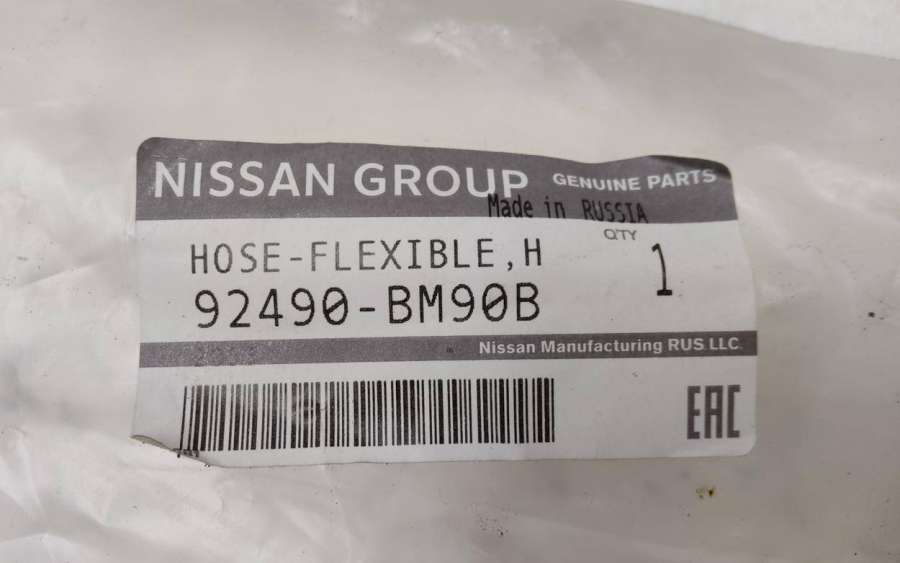 NISSAN GROUP GENUINE PARTS
Made in RUSSIA
HOSE-FLEXIBLE,H
QTY 1
92490-BM90B
Nissan Manufacturing RUS LLC.
EAC